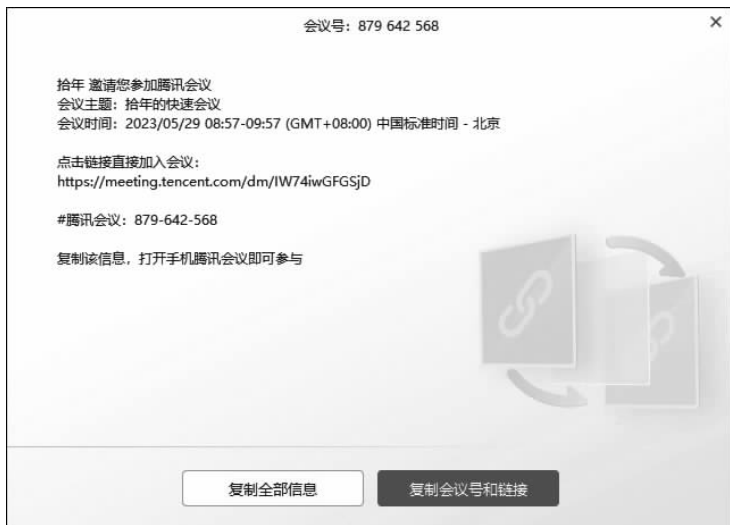 会议号：879 642 568
拾年 邀请您参加腾讯会议
会议主题：拾年的快速会议
会议时间：2023/05/29 08:57-09:57 (GMT+08:00) 中国标准时间 - 北京
点击链接直接加入会议：
https://meeting.tencent.com/dm/IW74iwGFGSjD
#腾讯会议：879-642-568
复制该信息，打开手机腾讯会议即可参与
复制全部信息
复制会议号和链接